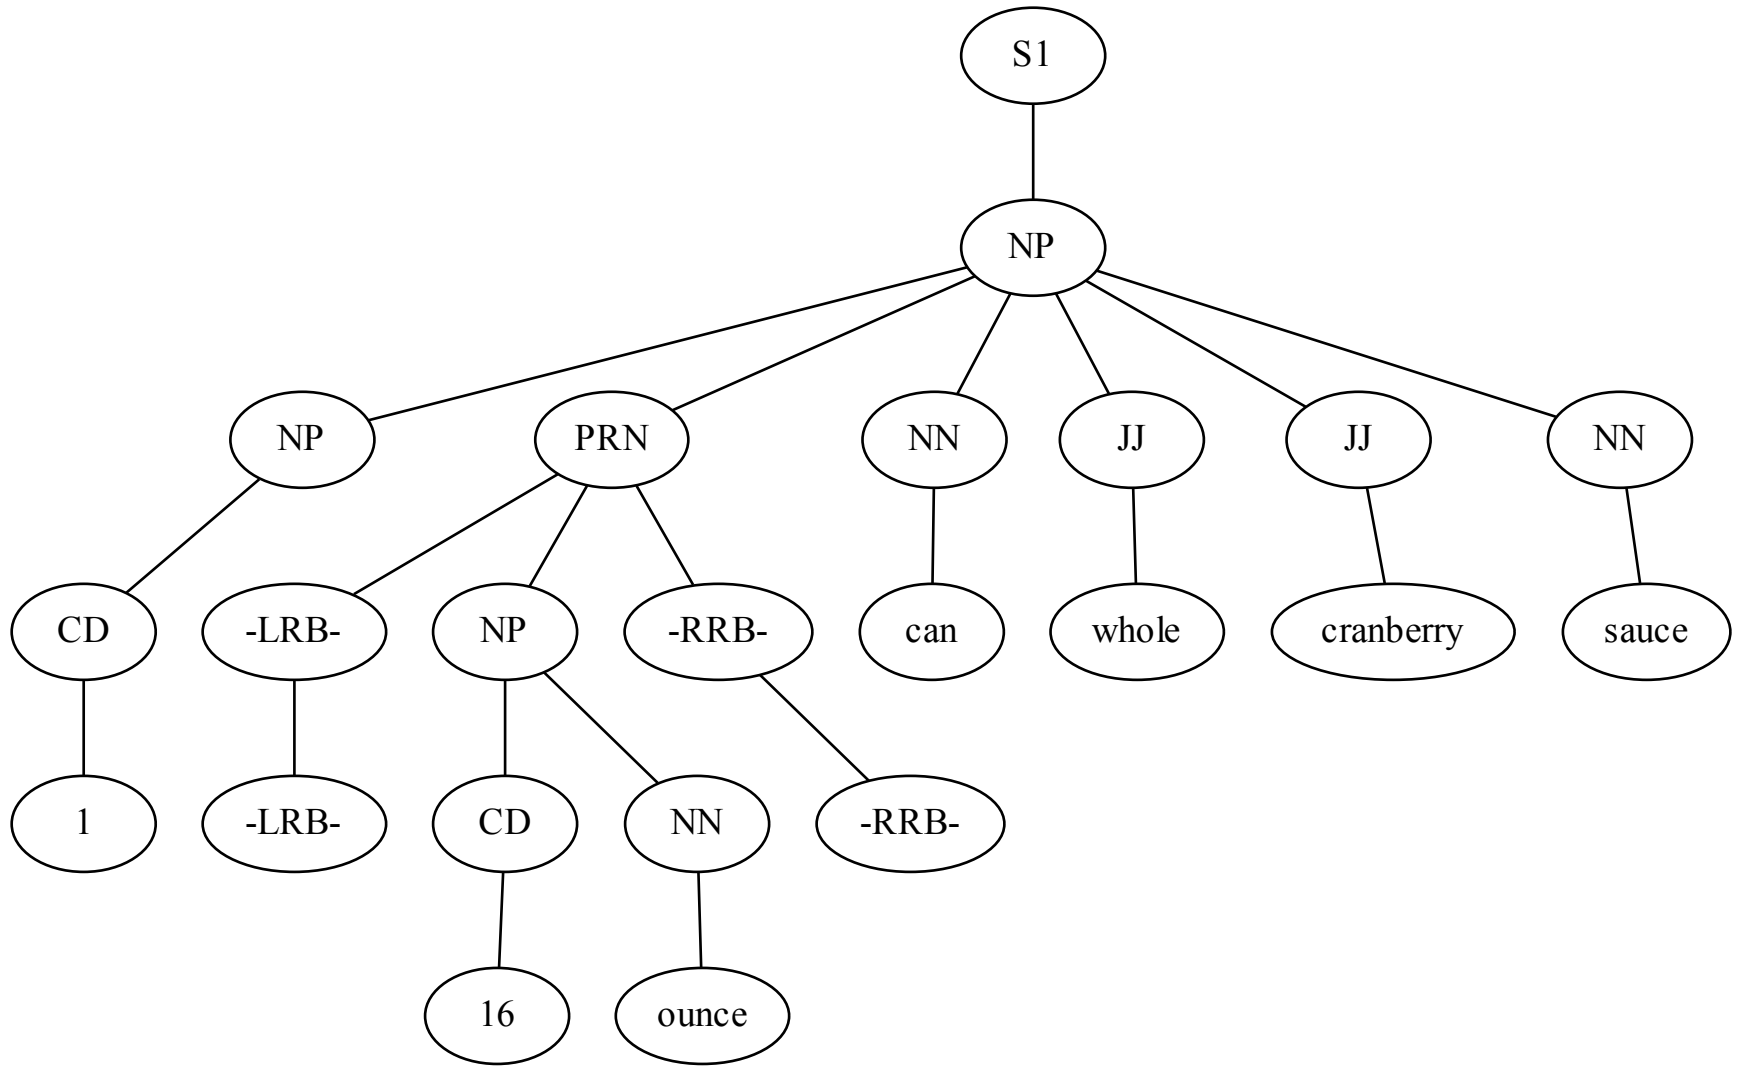 S1
NP
NP PRN NN JJ JJ NN
CD -LRB- NP -RRB- can whole cranberry sauce
1 -LRB- CD NN -RRB-
16 ounce